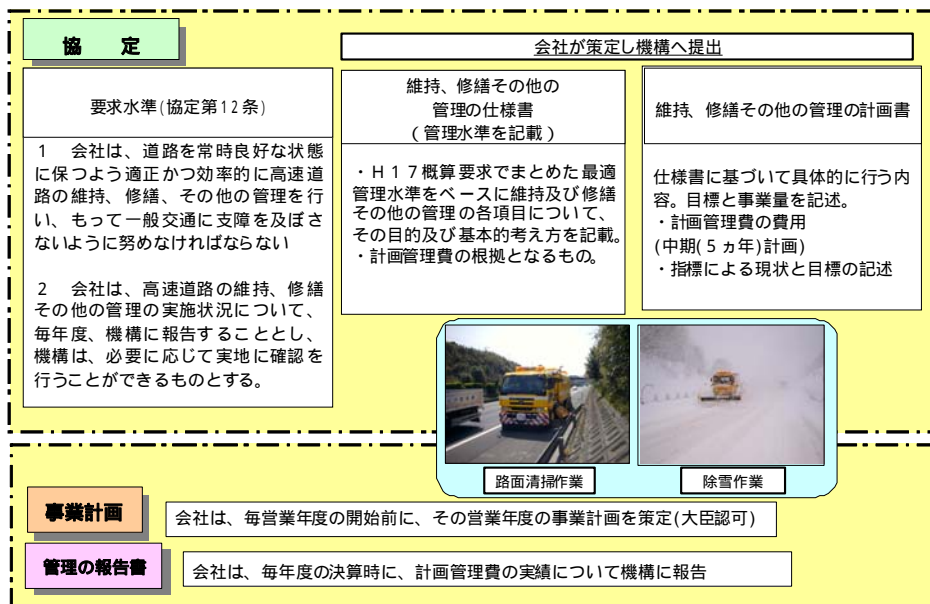 協　定
会社が策定し機構へ提出
要求水準(協定第12条)
1　会社は、道路を常時良好な状態
に保つよう適正かつ効率的に高速道
路の維持、修繕、その他の管理を行
い、もって一般交通に支障を及ぼさ
ないように努めなければならない
2　会社は、高速道路の維持、修繕
その他の管理の実施状況について、
毎年度、機構に報告することとし、
機構は、必要に応じて実地に確認を
行うことができるものとする。
維持、修繕その他の
管理の仕様書
(管理水準を記載)
・H17概算要求でまとめた最適
管理水準をベースに維持及び修繕
その他の管理の各項目について、
その目的及び基本的考え方を記載。
・計画管理費の根拠となるもの。
維持、修繕その他の管理の計画書
仕様書に基づいて具体的に行う内
容。目標と事業量を記述。
・計画管理費の費用
(中期(5ヵ年)計画)
・指標による現状と目標の記述
路面清掃作業
除雪作業
事業計画
会社は、毎営業年度の開始前に、その営業年度の事業計画を策定(大臣認可)
管理の報告書
会社は、毎年度の決算時に、計画管理費の実績について機構に報告